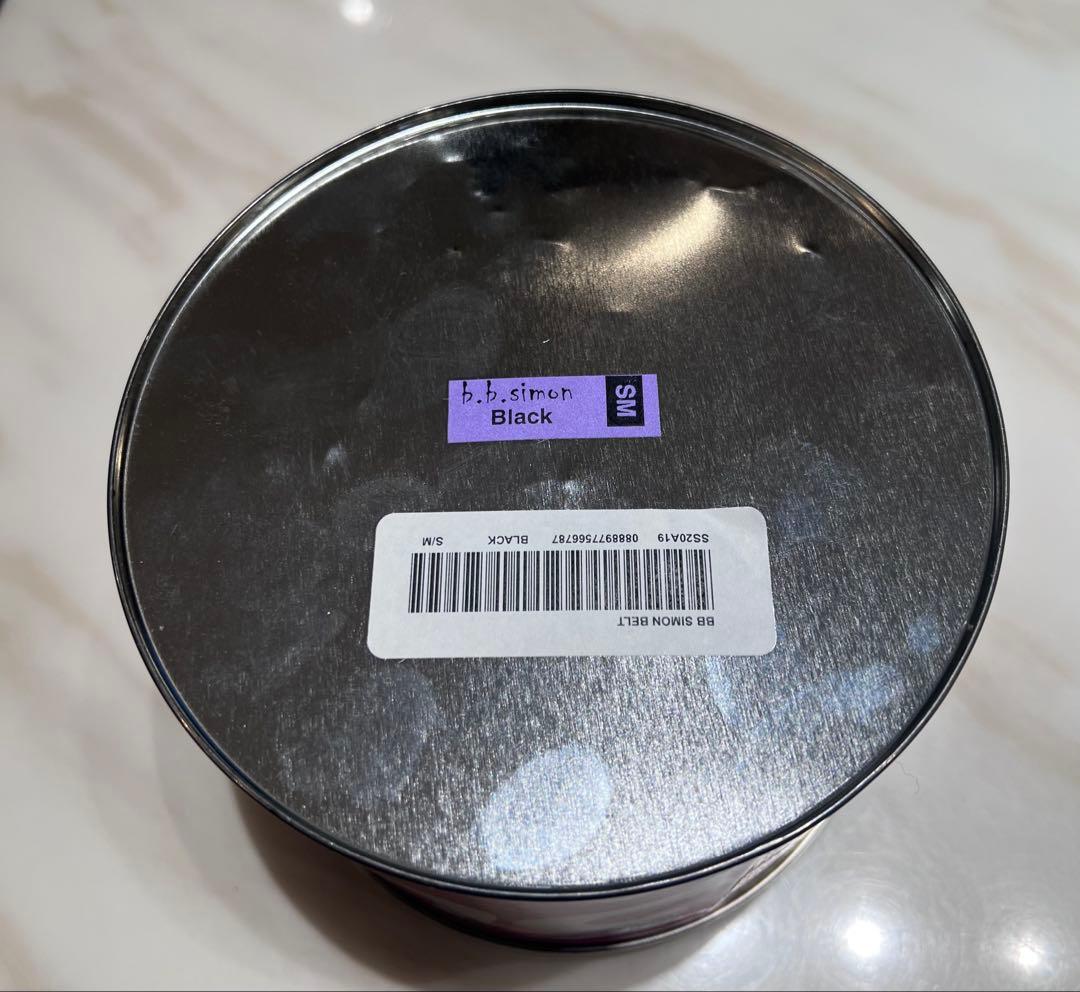 b.b.simon
Black
SM
BB SIMON BELT
SS20A19 0888977566787 BLACK S/M